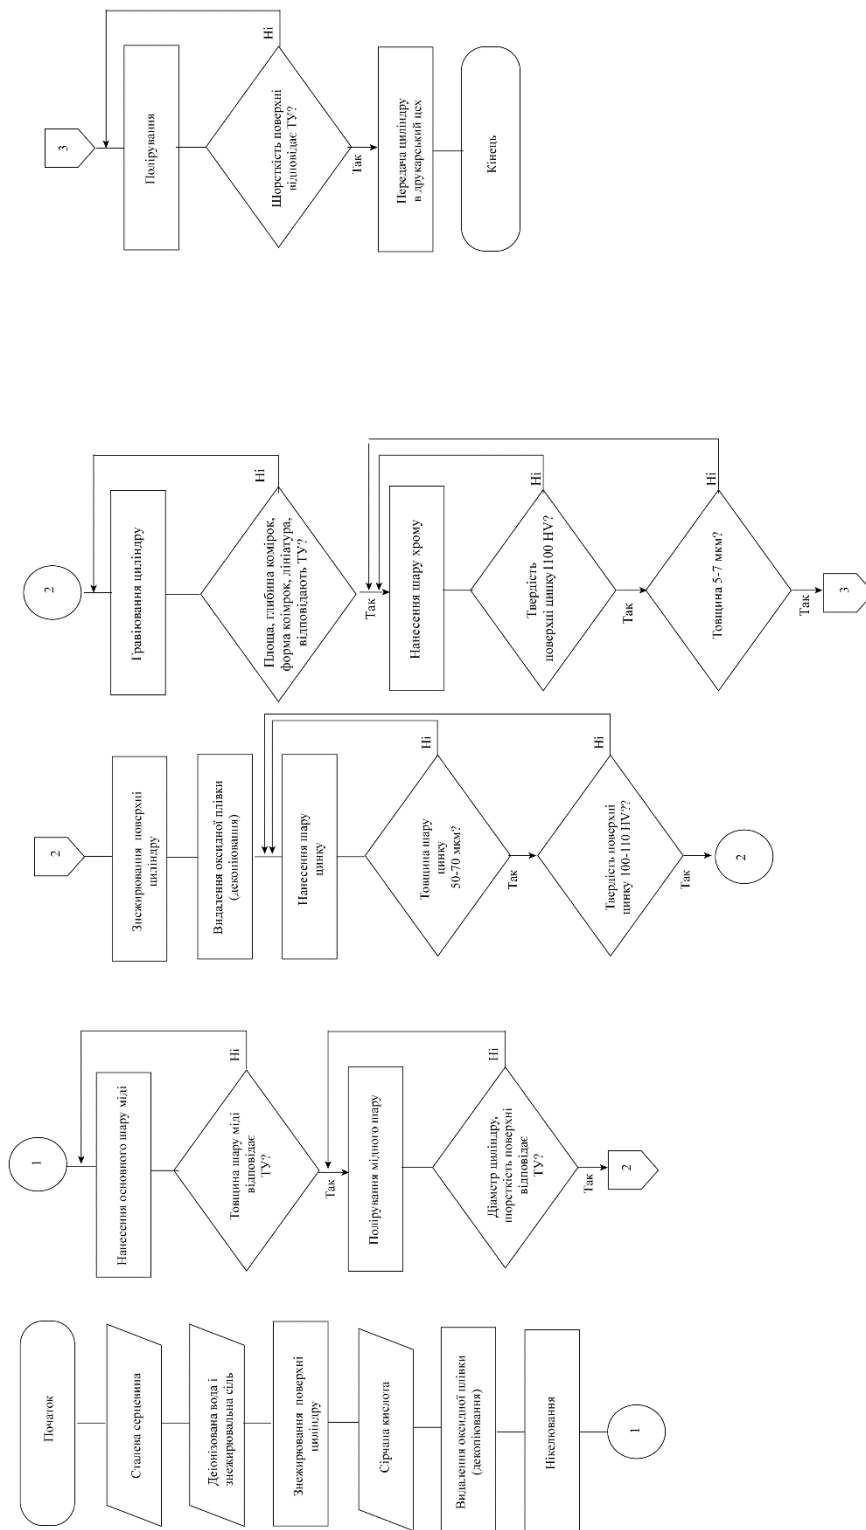 Початок
Сталева серцевина
Деіонізована вода і
знежирювальна сіль
Знежирювання поверхні
циліндру
Сірчана кислота
Видалення оксидної плівки
(декопіювання)
Нікелювання
1
1
Нанесення основного шару міді
Товщина шару міді
відповідає
ТУ?
Ні
Так
Полірування мідного шару
Діаметр циліндру,
шорсткість поверхні
відповідає
ТУ?
Ні
Так
2
2
Знежирювання поверхні
циліндру
Видалення оксидної плівки
(декопіювання)
Нанесення шару
цинку
Товщина шару
цинку
50-70 мкм?
Ні
Так
Твердість поверхні
цинку 100-110 HV??
Ні
Так
2
2
Гравіювання циліндру
Площа, глибина комірок,
форма коімрок, лініатура,
відповідають ТУ?
Ні
Так
Нанесення шару хрому
Твердість
поверхні цинку1100 HV?
Ні
Так
Товщина 5-7 мкм?
Ні
Так
3
3
Полірування
Шорсткість поверхні
відповідає ТУ?
Ні
Так
Передача циліндру
в друкарський цех
Кінець